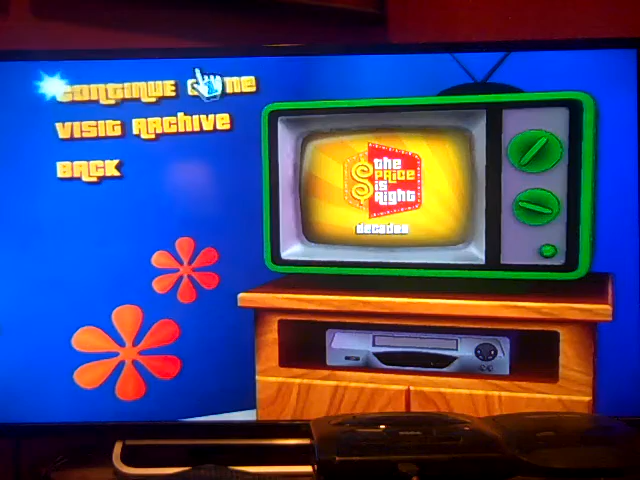 CONTINUE
VISIT ARCHIVE
BACK
the
PRICE
is
Right
decades